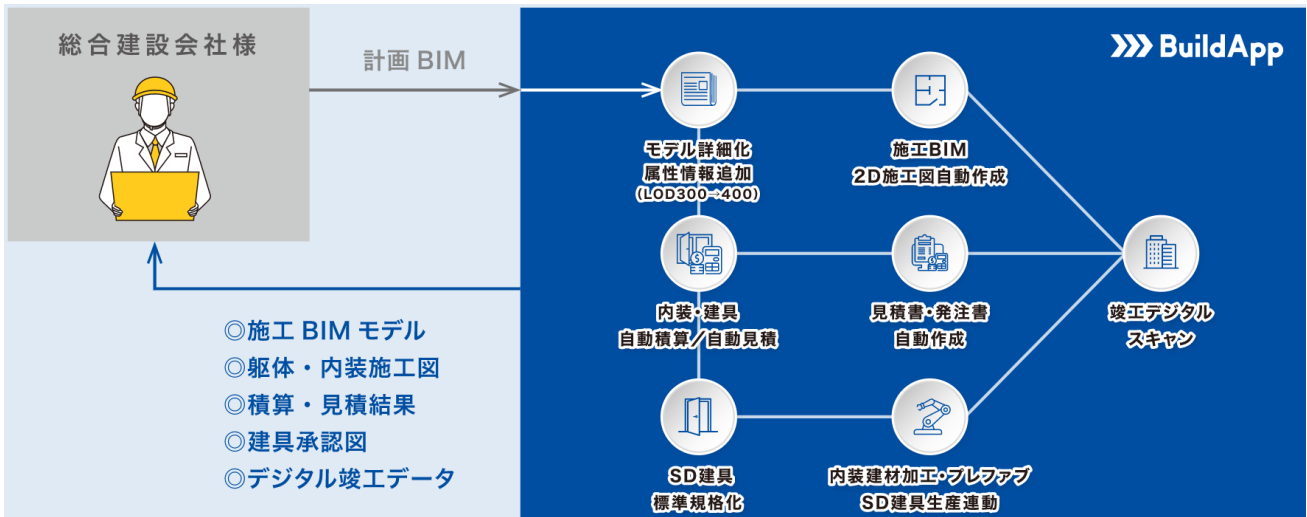 総合建設会社様
計画 BIM
BuildApp
モデル詳細化
属性情報追加
(LOD300→400)
施工BIM
2D施工図自動作成
内装・建具
自動積算/自動見積
見積書・発注書
自動作成
竣工デジタル
スキャン
SD建具
標準規格化
内装建材加工・プレファブ
SD建具生産連動
◎施工 BIM モデル
◎躯体・内装施工図
◎積算・見積結果
◎建具承認図
◎デジタル竣工データ